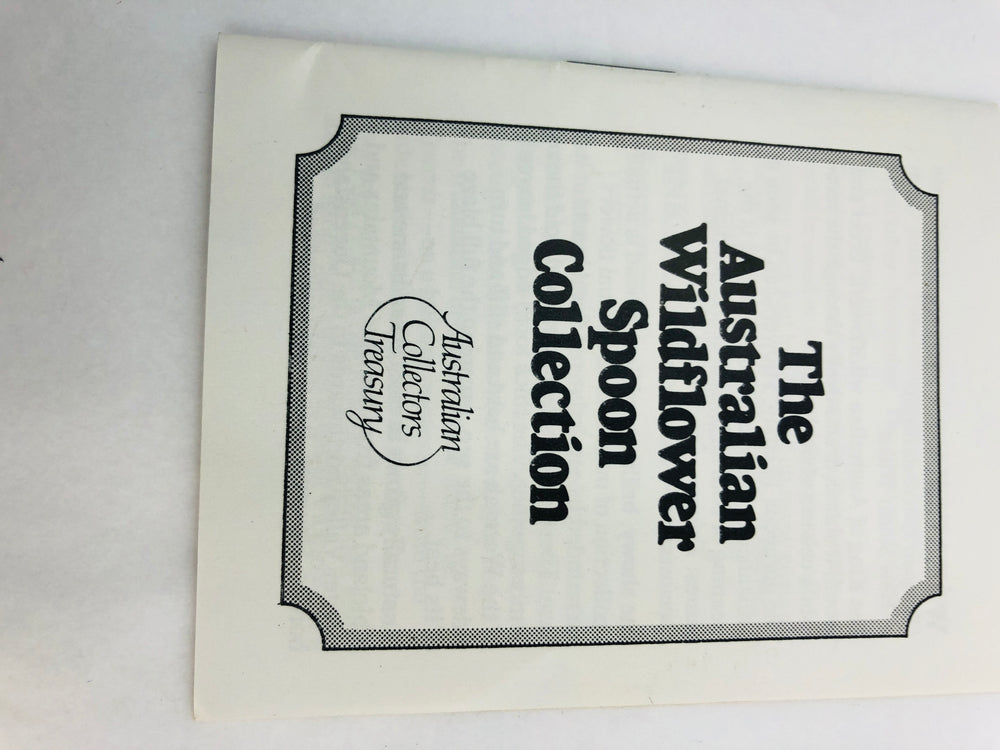 The
Australian
Wildflower
Spoon
Collection
Australian
Collectors
Treasury